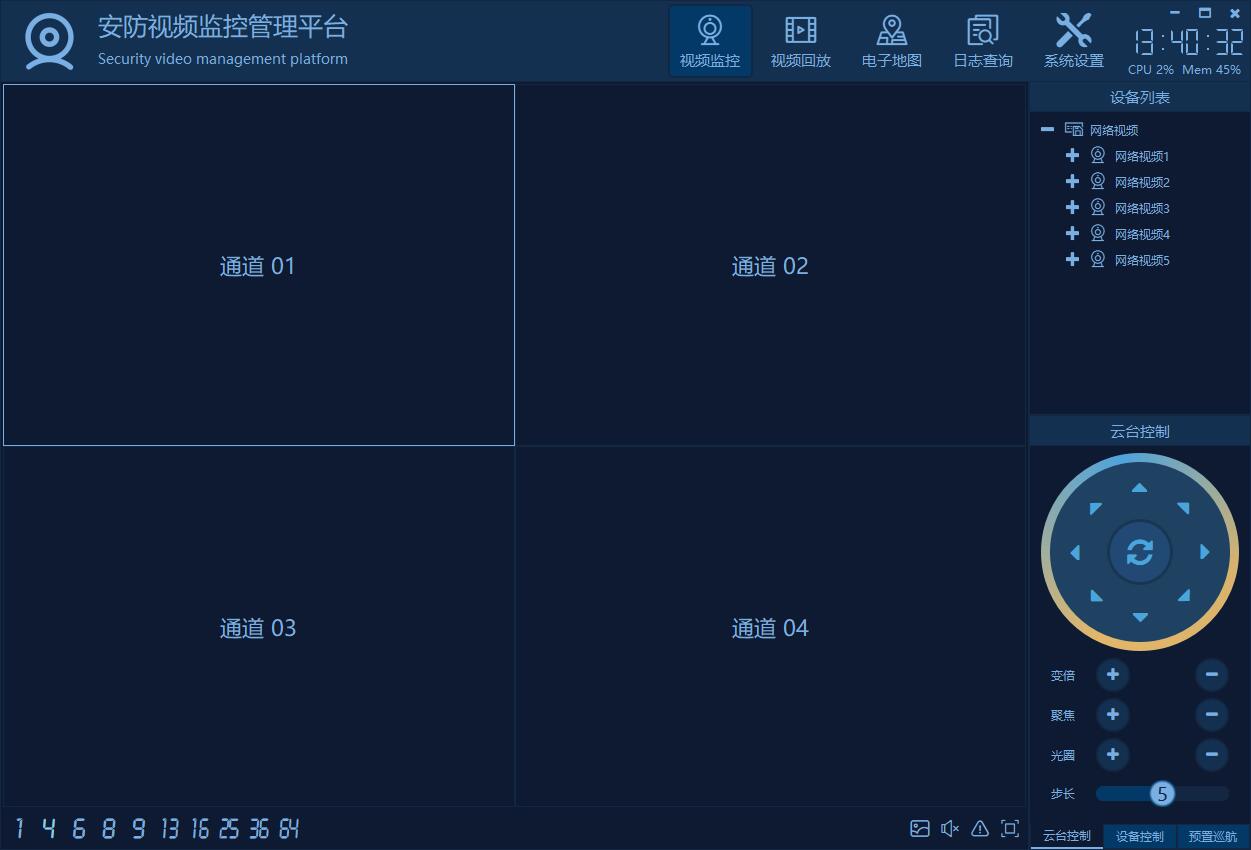 安防视频监控管理平台
Security video management platform
视频监控
视频回放
电子地图
日志查询
系统设置
13:40:32
CPU 2% Mem 45%
设备列表
网络视频
网络视频1
网络视频2
网络视频3
网络视频4
网络视频5
通道 01
通道 02
通道 03
通道 04
云台控制
变倍
聚焦
光圈
步长
5
1 4 6 8 9 13 16 25 36 64
云台控制 设备控制 预置巡航